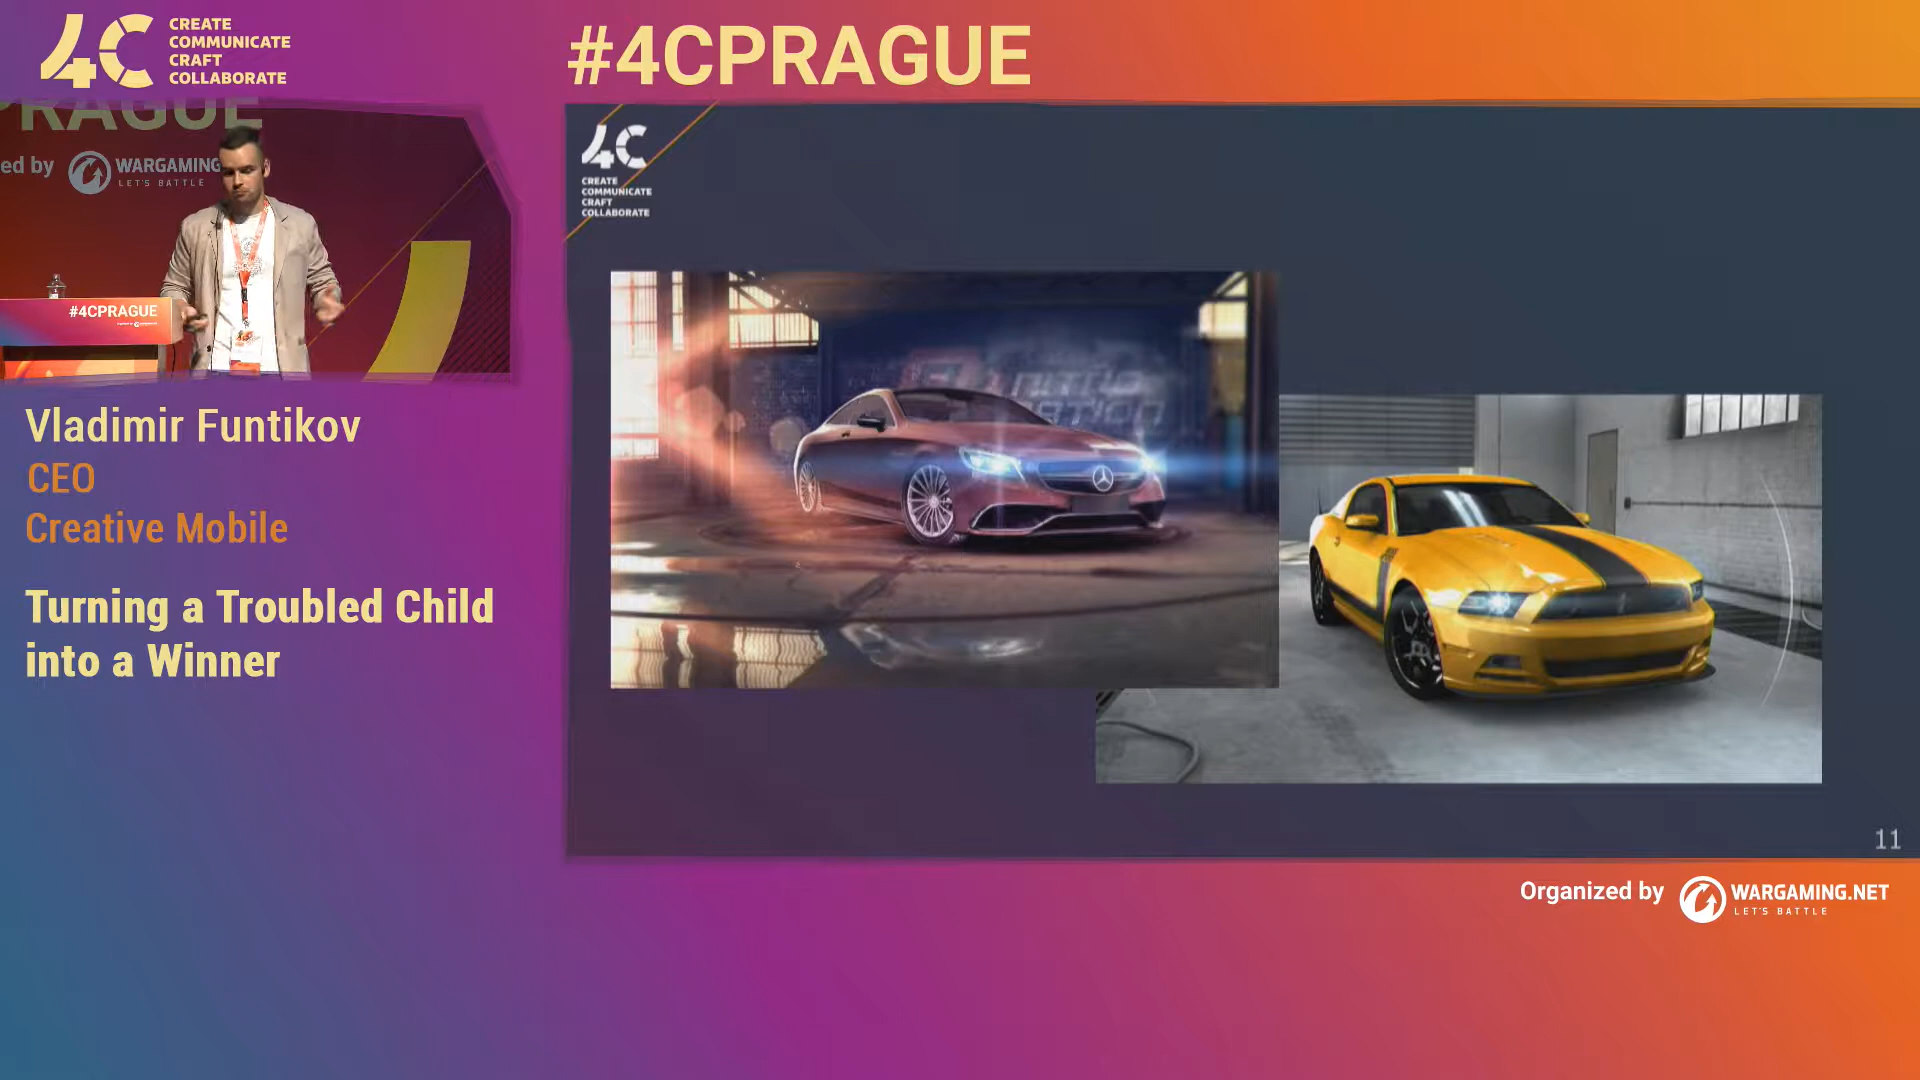 4C
CREATE
COMMUNICATE
CRAFT
COLLABORATE
#4CPRAGUE
PRAGUE
ed by
WARGAMING
LET'S BATTLE
#4CPRAGUE
Vladimir Funtikov
CEO
Creative Mobile
Turning a Troubled Child
into a Winner
4C
CREATE
COMMUNICATE
CRAFT
COLLABORATE
11
Organized by
WARGAMING.NET
LET'S BATTLE